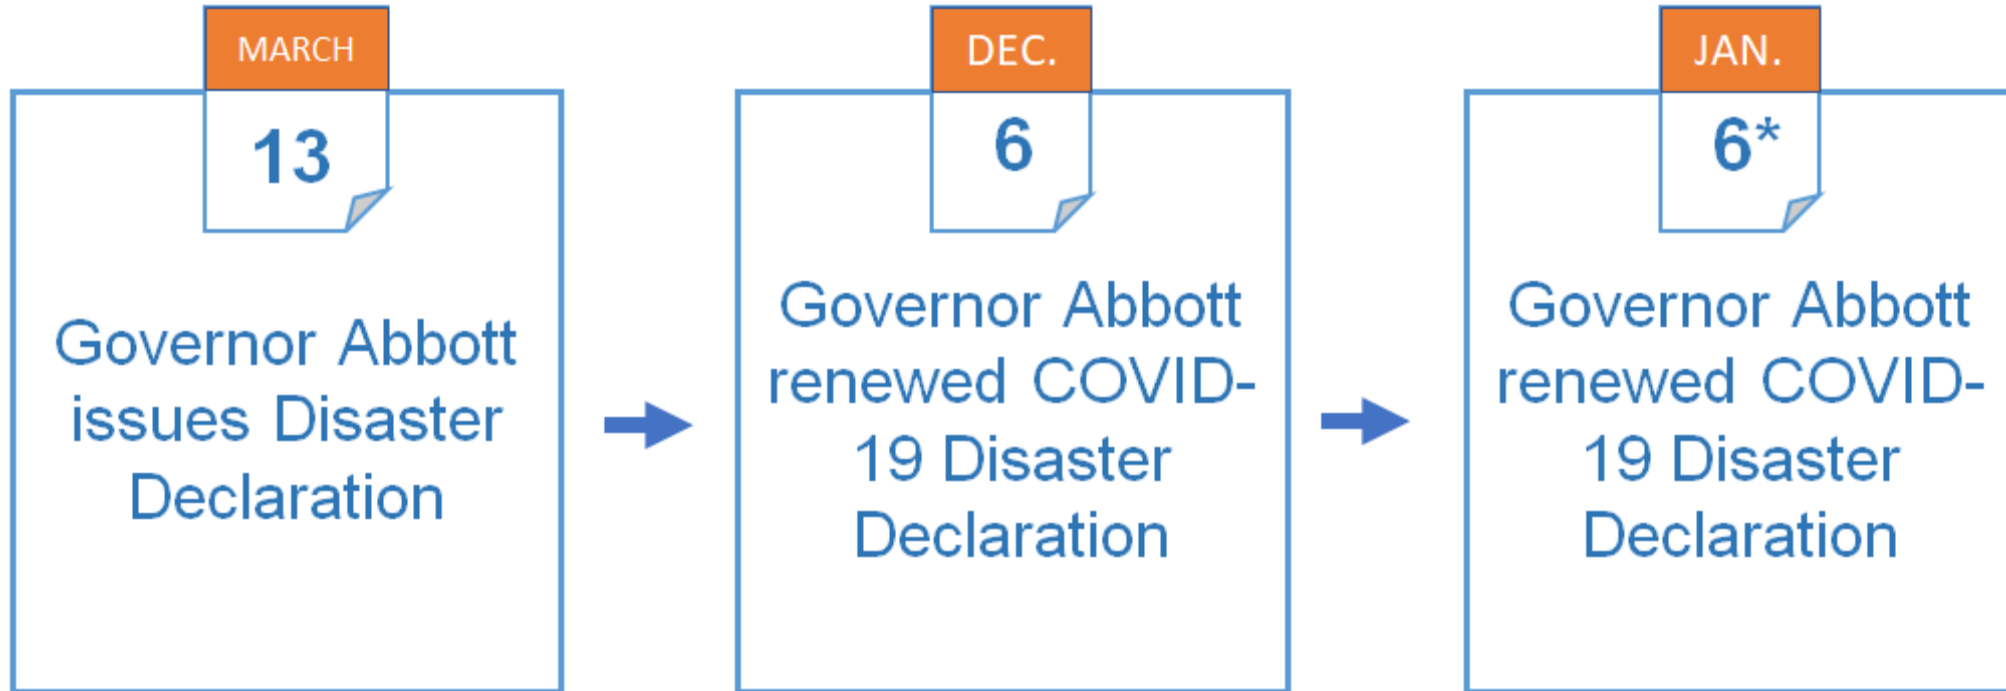 MARCH
13
Governor Abbott
issues Disaster
Declaration
DEC.
6
Governor Abbott
renewed COVID-
19 Disaster
Declaration
JAN.
6*
Governor Abbott
renewed COVID-
19 Disaster
Declaration